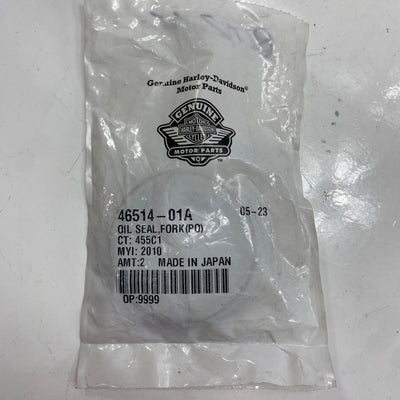 Genuine Harley-Davidson®
Motor Parts
GENUINE
MOTOR PARTS
46514-01A 05-23
OIL SEAL,FORK(PO)
CT: 455C1
MYI: 2010
AMT:2 MADE IN JAPAN
OP:9999